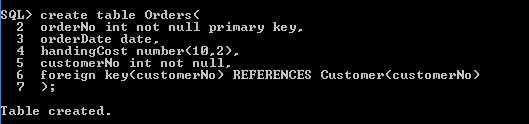 SQL> create table Orders(
2 orderNo int not null primary key,
3 orderDate date,
4 handingCost number(10,2),
5 customerNo int not null,
6 foreign key(customerNo) REFERENCES Customer(customerNo)
7 );
Table created.